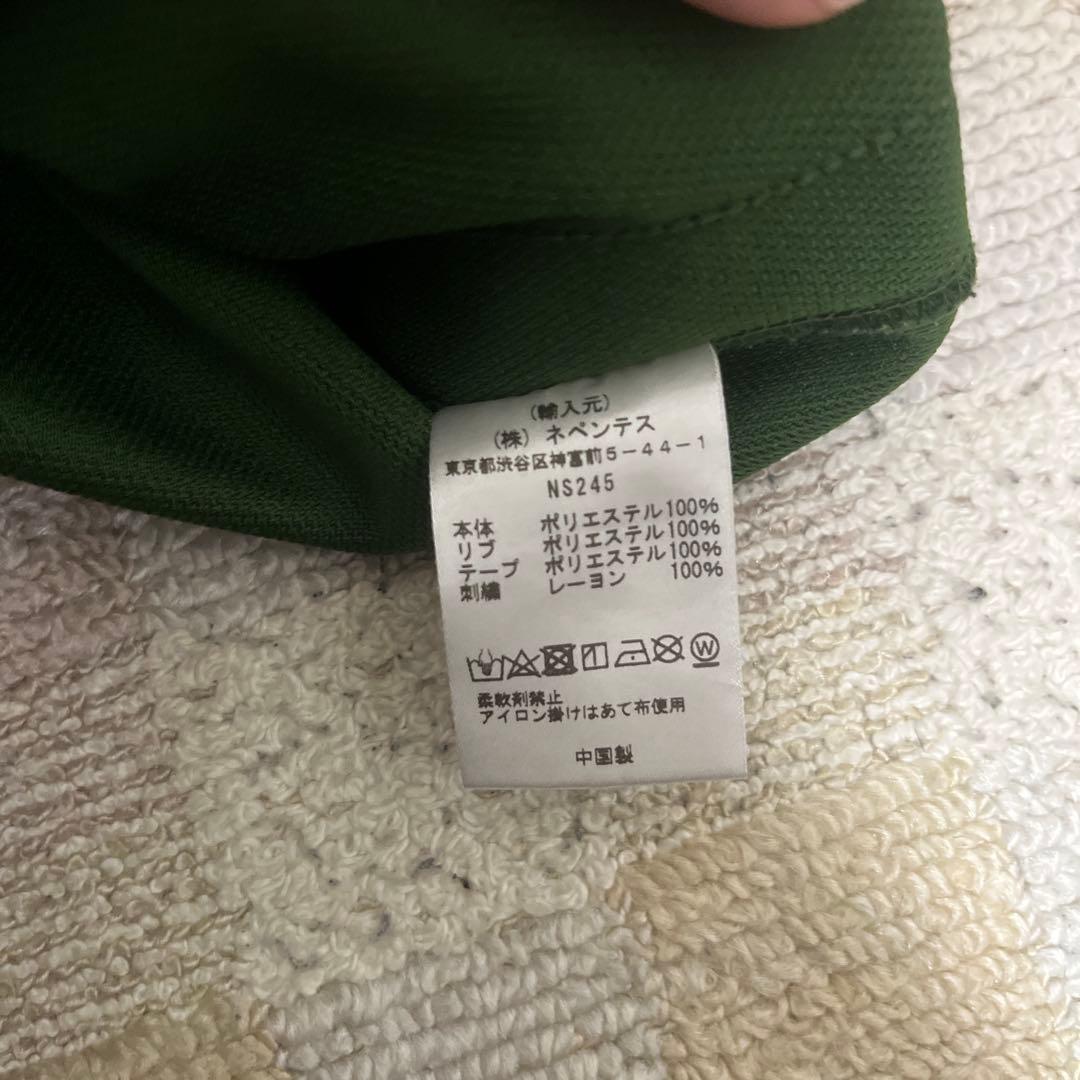 (輸入元)
(株) ネペンテス
東京都渋谷区神宮前5-44-1
NS245
本体 ポリエステル100%
リブ ポリエステル100%
テープ ポリエステル100%
刺繍 レーヨン 100%
W
柔軟剤禁止
アイロン掛けはあて布使用
中国製